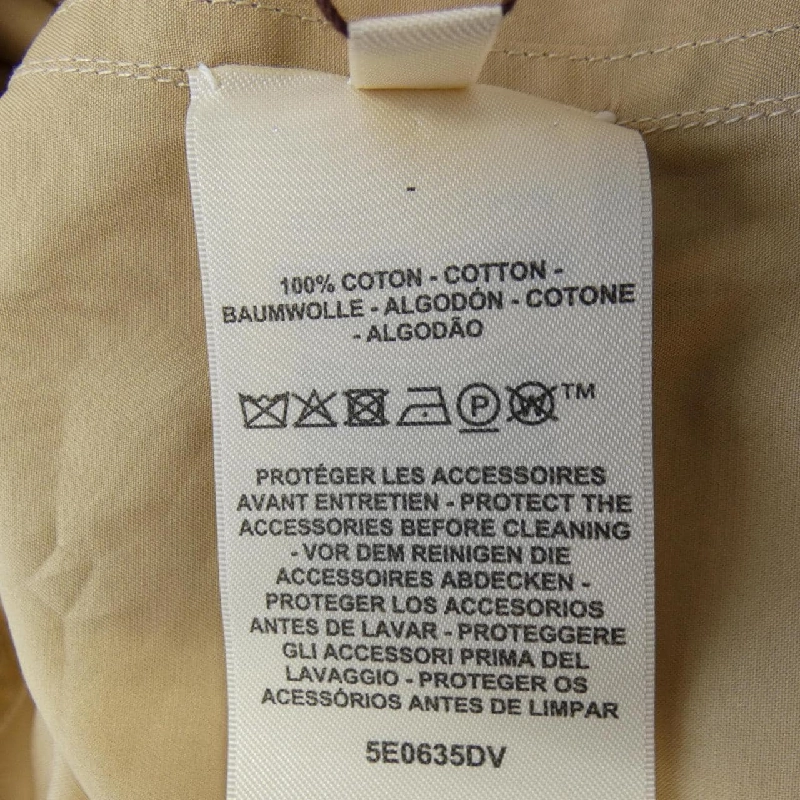 -
100% COTON - COTTON -
BAUMWOLLE - ALGODÓN - COTONE
- ALGODÃO
P W ™
PROTÉGER LES ACCESSOIRES
AVANT ENTRETIEN - PROTECT THE
ACCESSORIES BEFORE CLEANING
- VOR DEM REINIGEN DIE
ACCESSOIRES ABDECKEN -
PROTEGER LOS ACCESORIOS
ANTES DE LAVAR - PROTEGGERE
GLI ACCESSORI PRIMA DEL
LAVAGGIO - PROTEGER OS
ACESSÓRIOS ANTES DE LIMPAR
5E0635DV